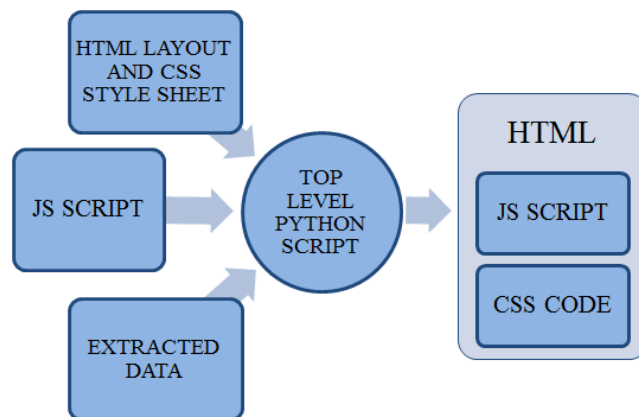 HTML LAYOUT
AND CSS
STYLE SHEET
JS SCRIPT
EXTRACTED
DATA
TOP
LEVEL
PYTHON
SCRIPT
HTML
JS SCRIPT
CSS CODE